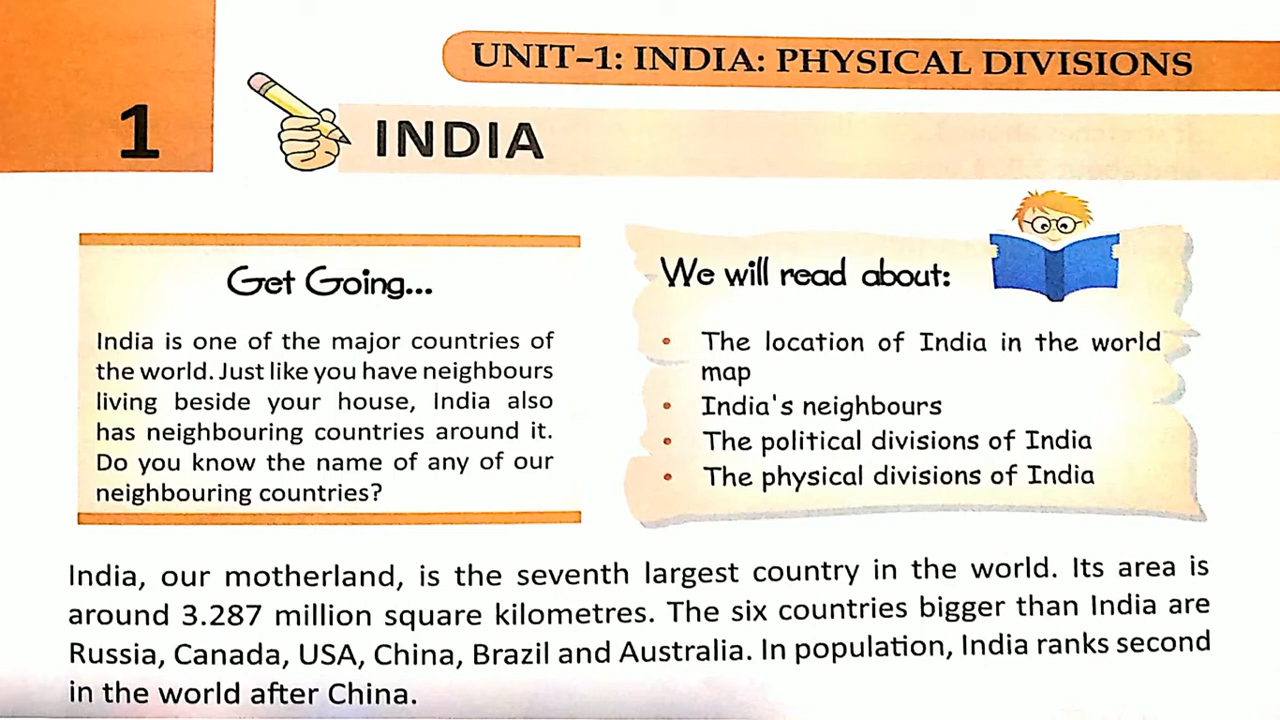 UNIT–1: INDIA: PHYSICAL DIVISIONS
1
INDIA
Get Going...
India is one of the major countries of
the world. Just like you have neighbours
living beside your house, India also
has neighbouring countries around it.
Do you know the name of any of our
neighbouring countries?
We will read about:
• The location of India in the world
map
• India's neighbours
• The political divisions of India
• The physical divisions of India
India, our motherland, is the seventh largest country in the world. Its area is
around 3.287 million square kilometres. The six countries bigger than India are
Russia, Canada, USA, China, Brazil and Australia. In population, India ranks second
in the world after China.